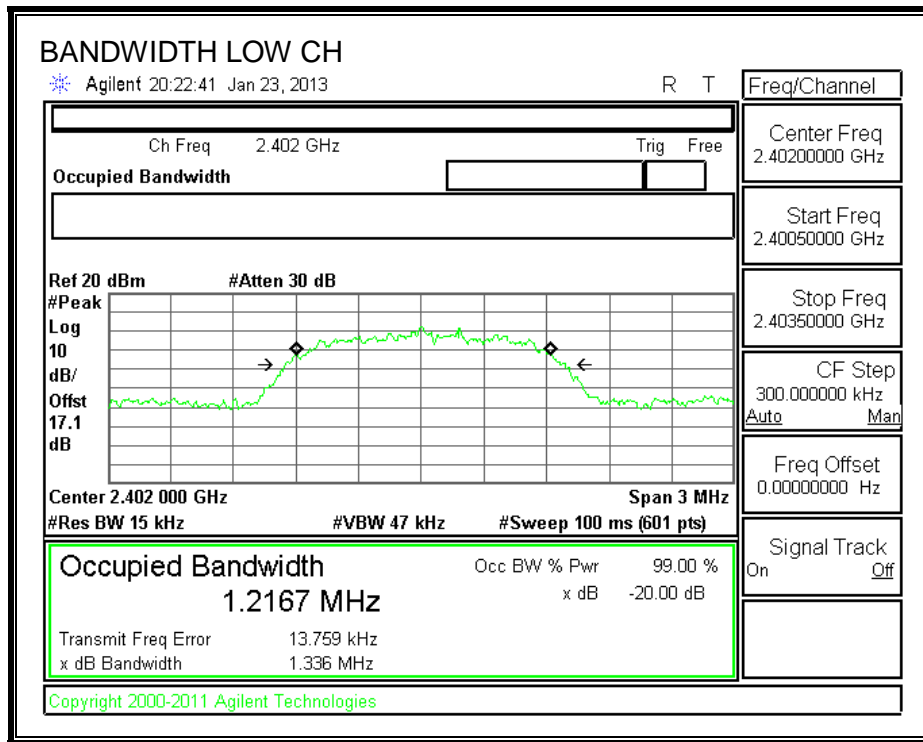 BANDWIDTH LOW CH
Agilent 20:22:41 Jan 23, 2013
R T
Ch Freq 2.402 GHz
Trig Free
Occupied Bandwidth
Ref 20 dBm #Atten 30 dB
#Peak
Log
10
dB/
Offst
17.1
dB
Center 2.402 000 GHz Span 3 MHz
#Res BW 15 kHz #VBW 47 kHz #Sweep 100 ms (601 pts)
Occupied Bandwidth
1.2167 MHz
Occ BW % Pwr 99.00 %
x dB -20.00 dB
Transmit Freq Error 13.759 kHz
x dB Bandwidth 1.336 MHz
Copyright 2000-2011 Agilent Technologies
Freq/Channel
Center Freq
2.40200000 GHz
Start Freq
2.40050000 GHz
Stop Freq
2.40350000 GHz
CF Step
300.000000 kHz
Auto Man
Freq Offset
0.00000000 Hz
Signal Track
On Off